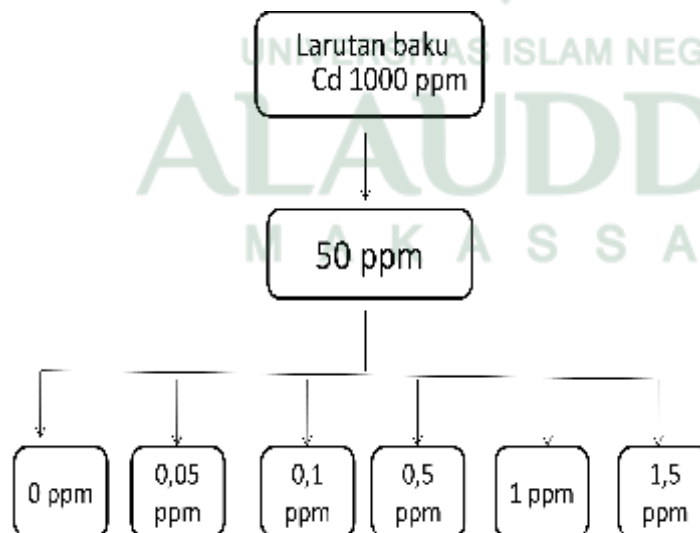 UNIVERSITAS ISLAM NEG
ALAUDD
MAKASSA
Larutan baku
Cd 1000 ppm
50 ppm
0 ppm
0,05
ppm
0,1
ppm
0,5
ppm
1 ppm
1,5
ppm